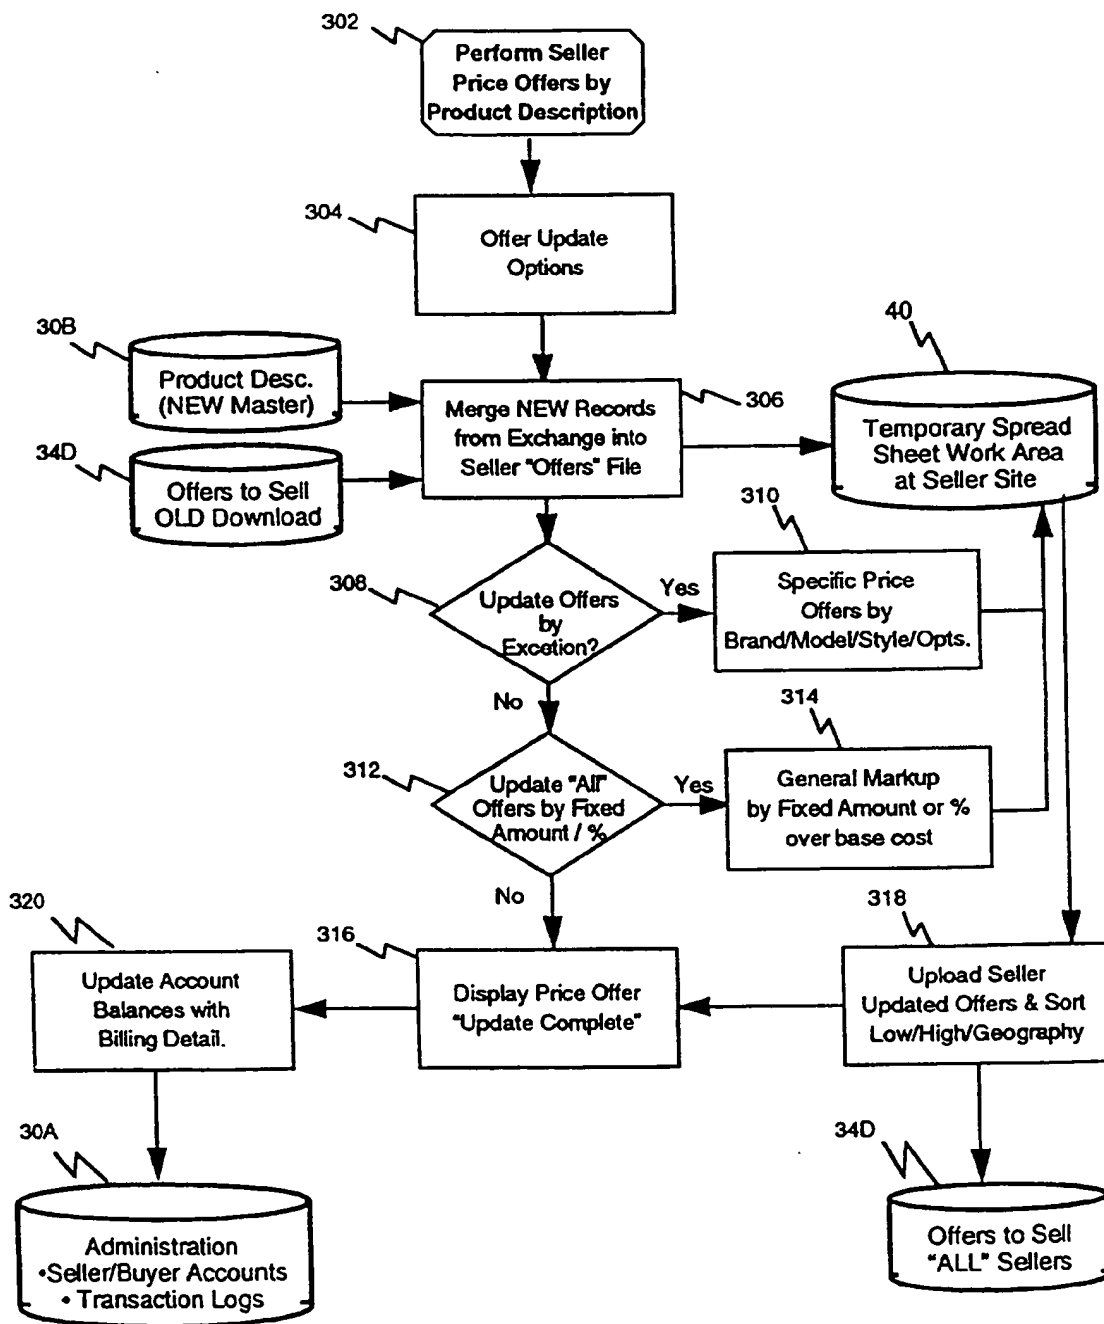 302
Perform Seller
Price Offers by
Product Description
304
Offer Update
Options
30B
Product Desc.
(NEW Master)
34D
Offers to Sell
OLD Download
Merge NEW Records
from Exchange into
Seller "Offers" File
306
40
Temporary Spread
Sheet Work Area
at Seller Site
308
Update Offers
by
Excetion?
Yes
310
Specific Price
Offers by
Brand/Model/Style/Opts.
No
312
Update "All"
Offers by Fixed
Amount / %
Yes
314
General Markup
by Fixed Amount or %
over base cost
No
320
Update Account
Balances with
Billing Detail.
316
Display Price Offer
"Update Complete"
318
Upload Seller
Updated Offers & Sort
Low/High/Geography
30A
Administration
•Seller/Buyer Accounts
• Transaction Logs
34D
Offers to Sell
"ALL" Sellers